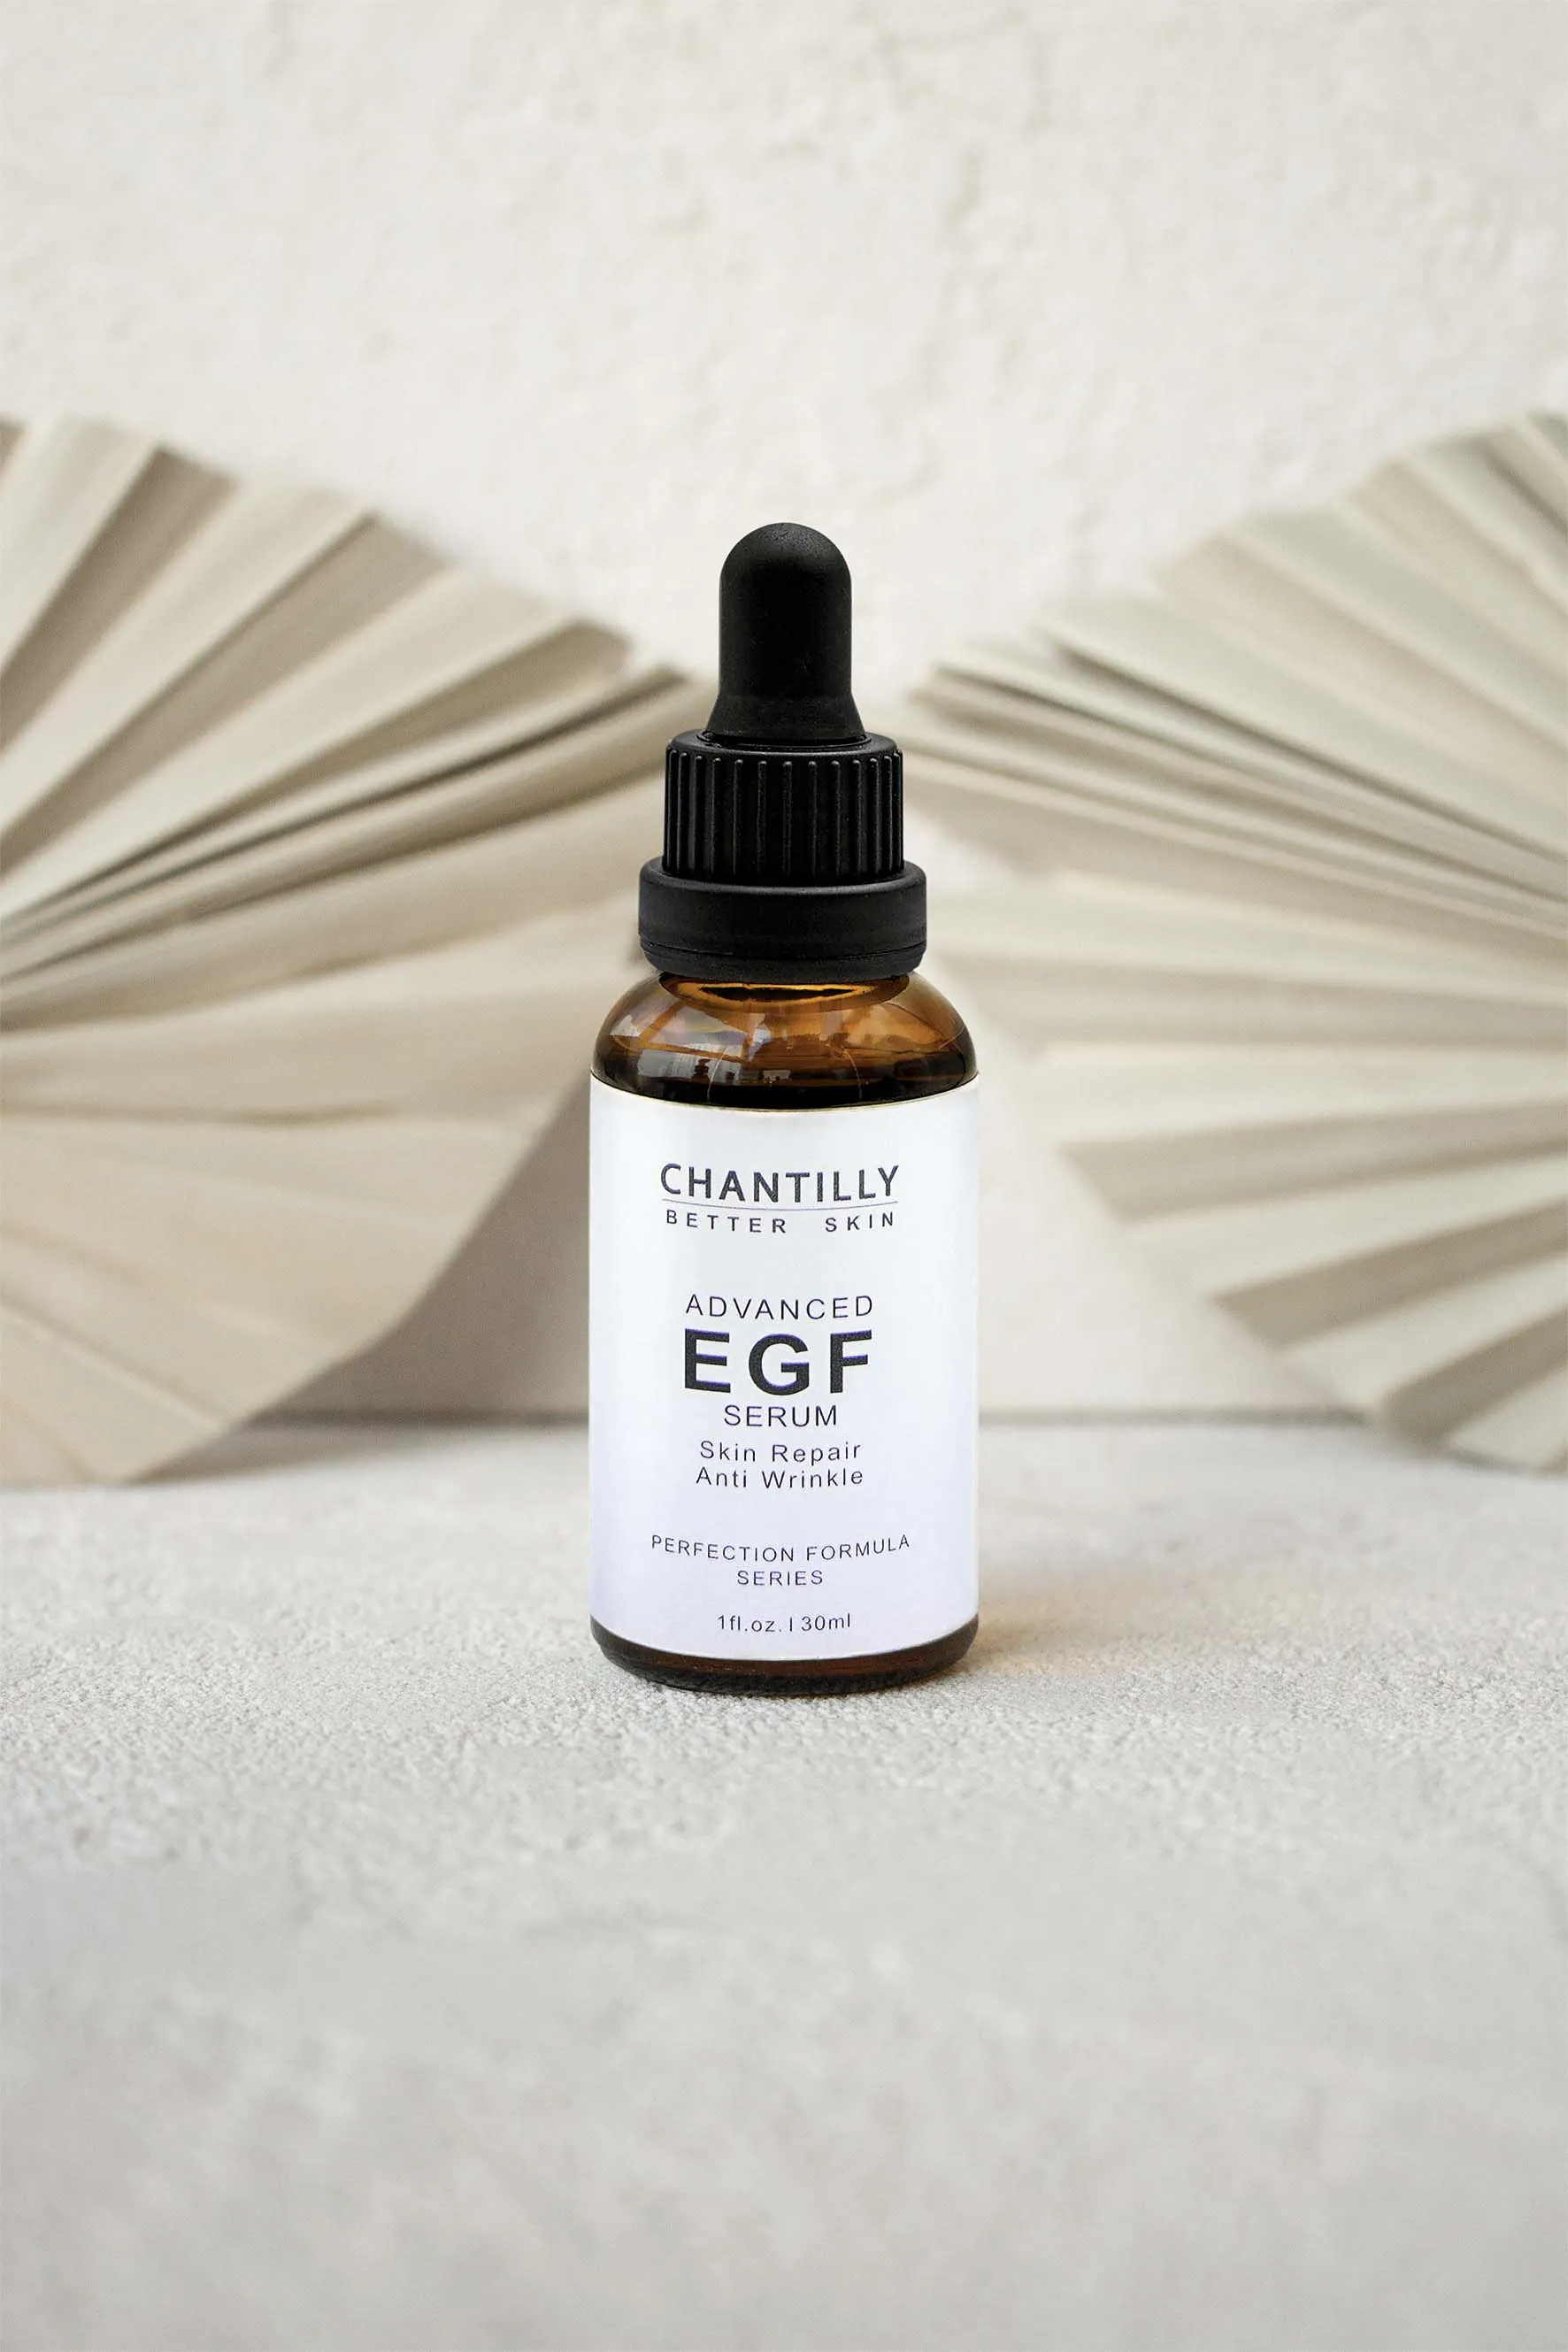 CHANTILLY
BETTER SKIN
ADVANCED
EGF
SERUM
Skin Repair
Anti Wrinkle
PERFECTION FORMULA
SERIES
1fl.oz. I 30ml